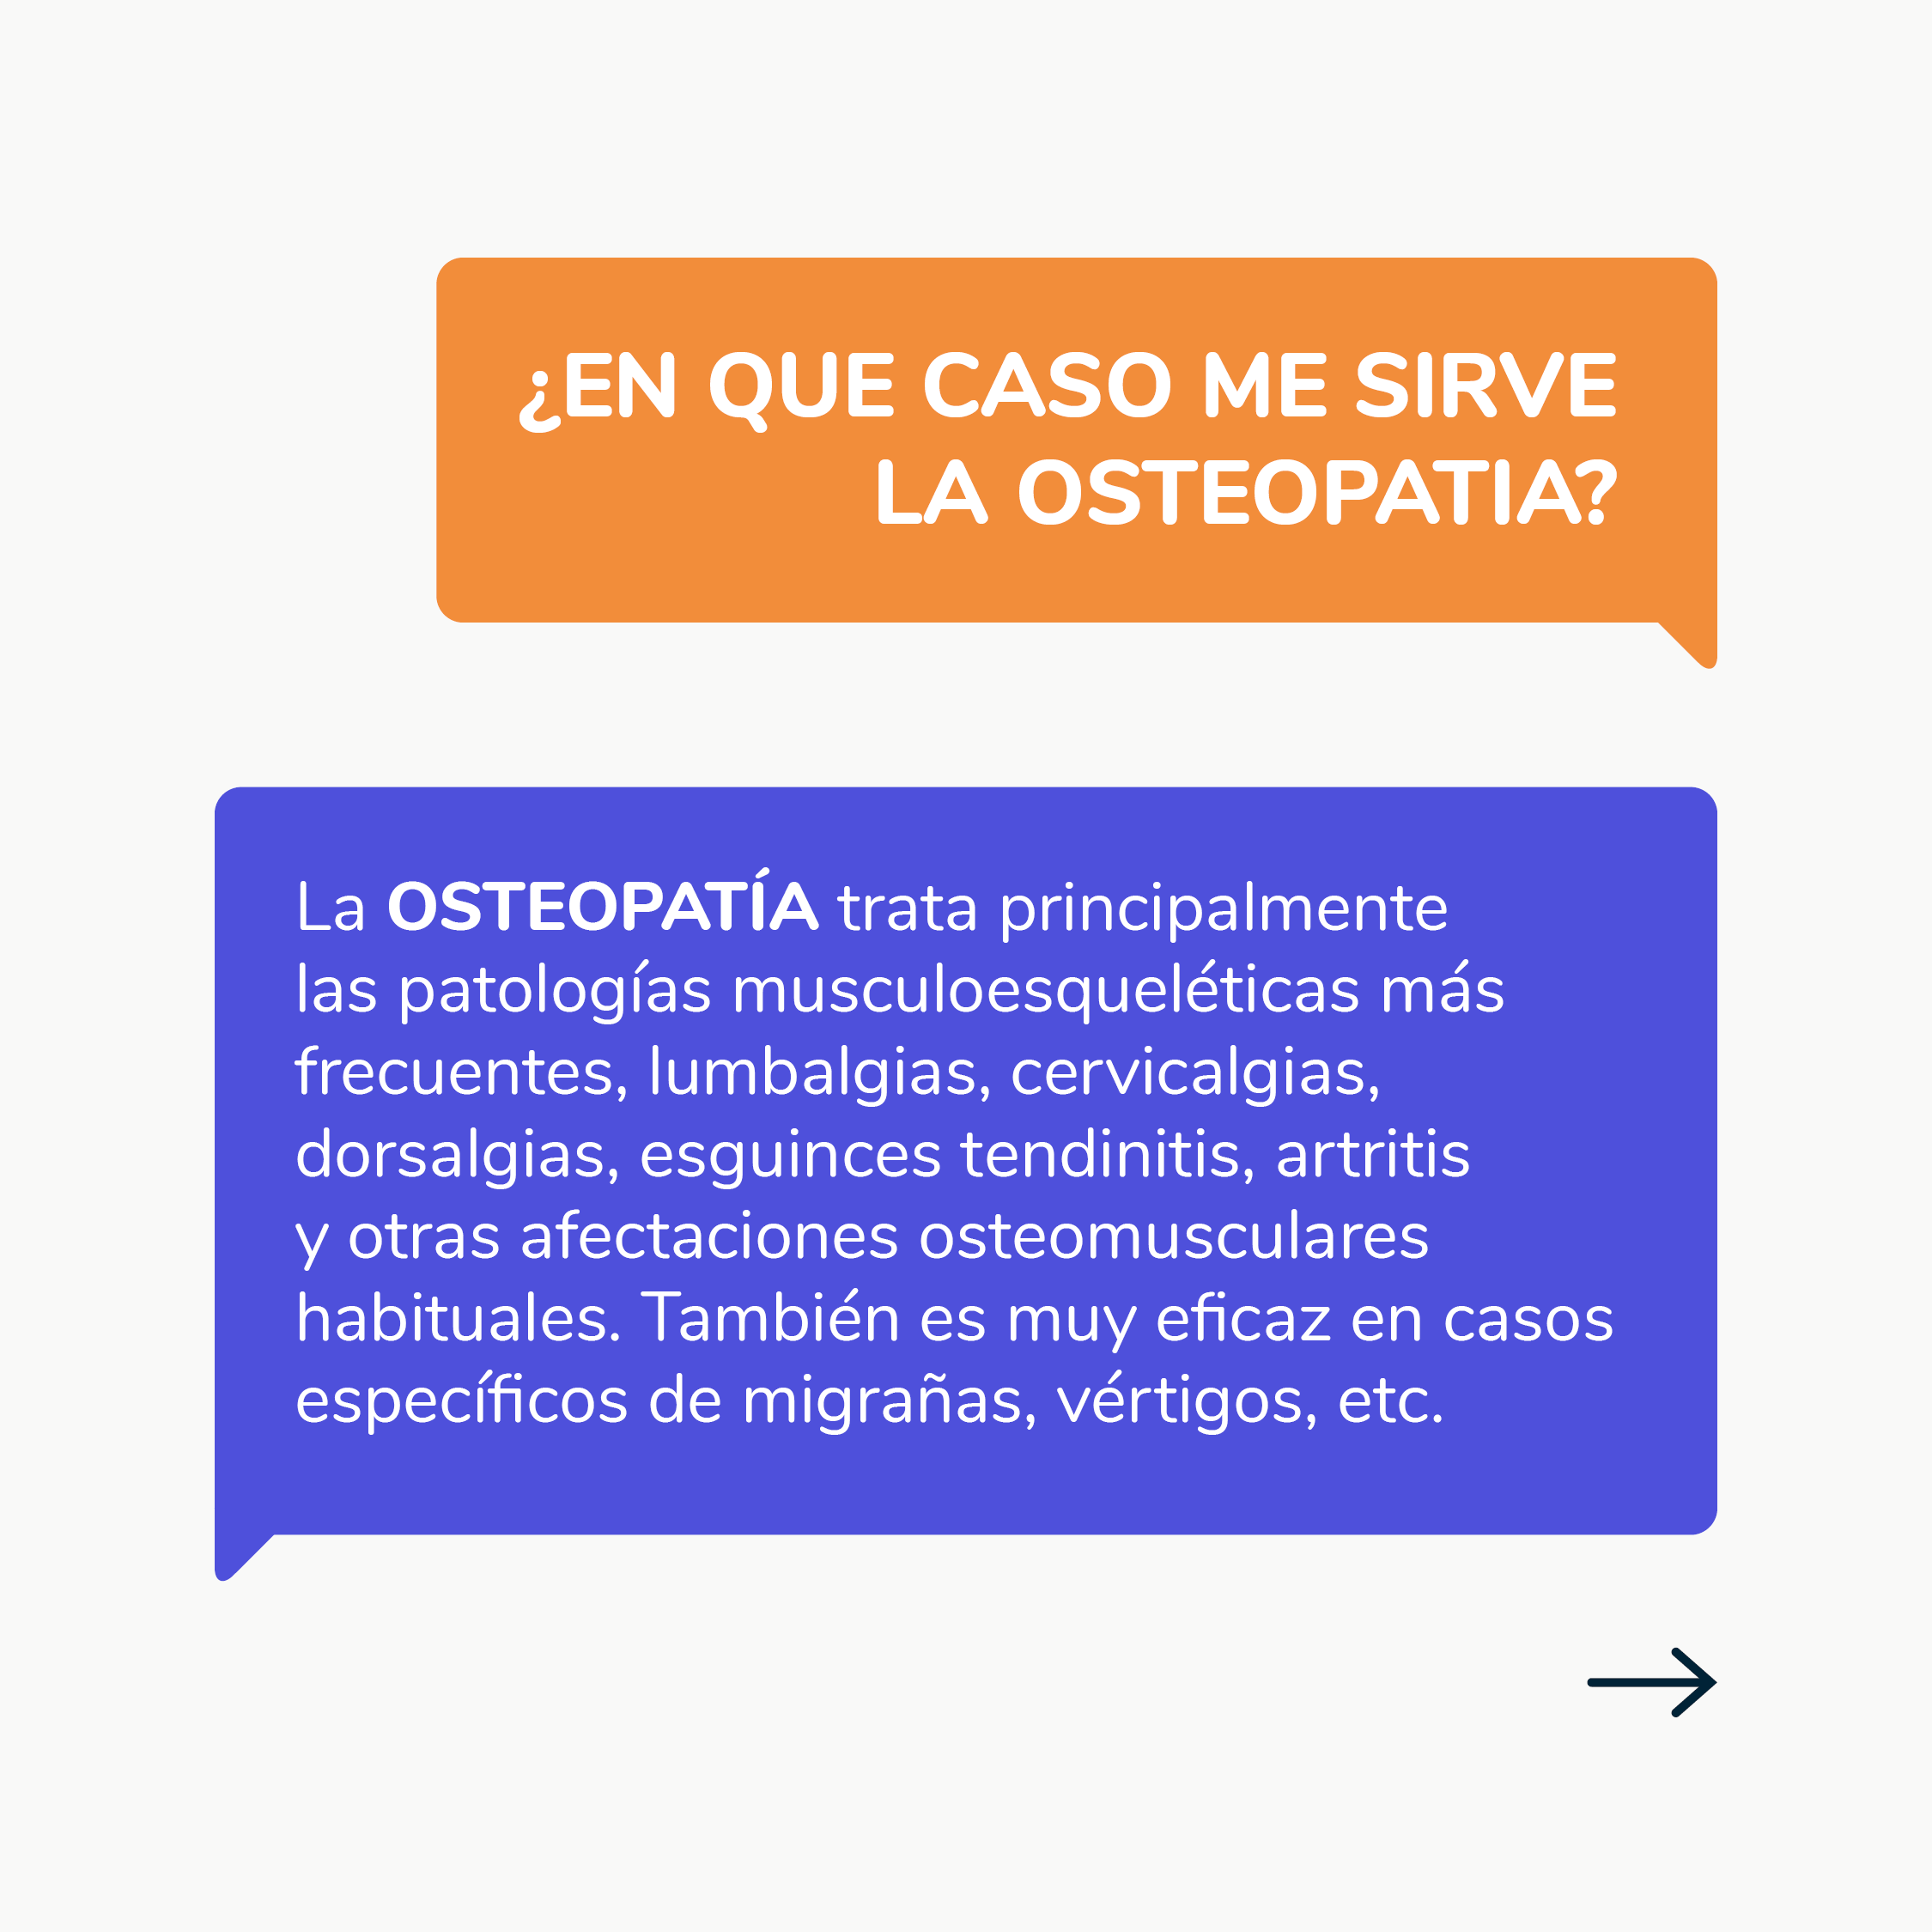 ¿EN QUE CASO ME SIRVE
LA OSTEOPATIA?
La OSTEOPATÍA trata principalmente
las patologías musculoesqueléticas más
frecuentes, lumbalgias, cervicalgias,
dorsalgias, esguinces tendinitis, artritis
y otras afectaciones osteomusculares
habituales. También es muy eficaz en casos
específicos de migrañas, vértigos, etc.